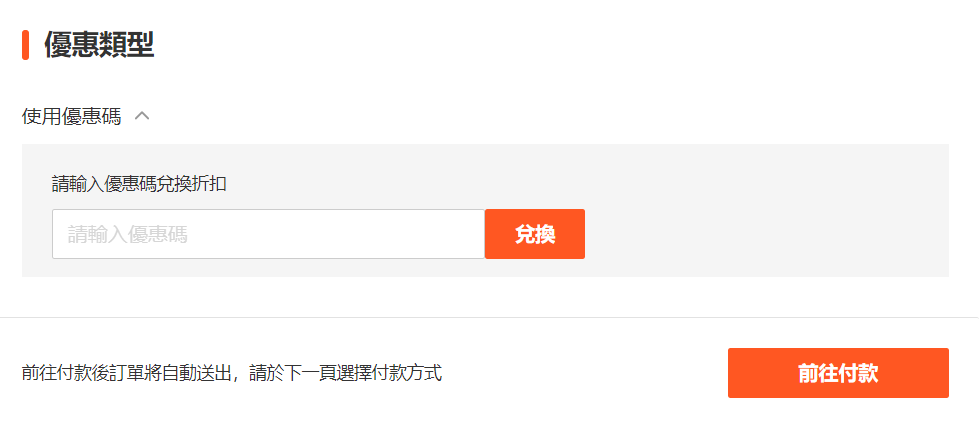 優惠類型
使用優惠碼
請輸入優惠碼兌換折扣
請輸入優惠碼
兌換
前往付款後訂單將自動送出，請於下一頁選擇付款方式
前往付款